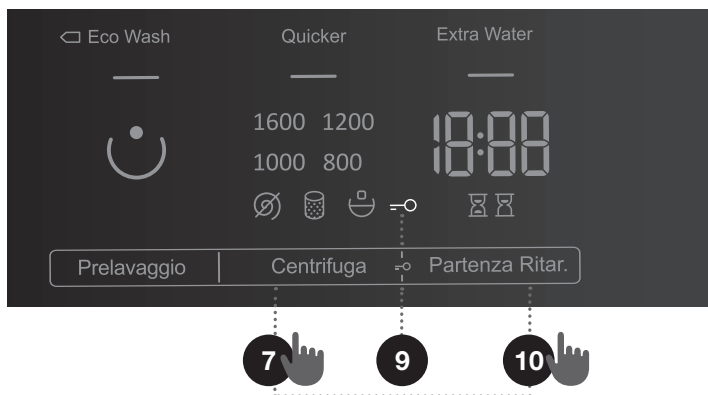 Eco Wash Quicker Extra Water
1600 1200 18:88
1000 800
Prelavaggio Centrifuga Partenza Ritar.
7 9 10